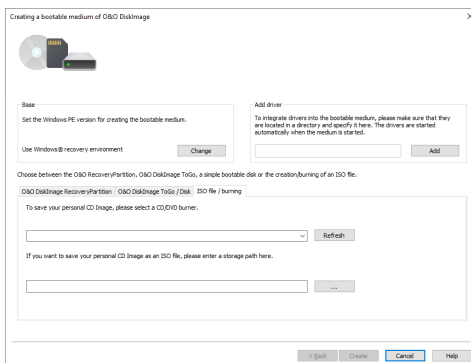 Creating a bootable medium of O&O DiskImage
Base
Set the Windows PE version for creating the bootable medium.
Use Windows® recovery environment
Change
Add driver
To integrate drivers into the bootable medium, please make sure that they
are located in a directory and specify it here. The drivers are started
automatically when the medium is started.
Add
Choose between the O&O RecoveryPartition, O&O DiskImage ToGo, a simple bootable disk or the creation/burning of an ISO file.
O&O DiskImage RecoveryPartition
O&O DiskImage ToGo / Disk
ISO file / burning
To save your personal CD Image, please select a CD/DVD burner.
Refresh
If you want to save your personal CD Image as an ISO file, please enter a storage path here.
...
< Back
Create
Cancel
Help